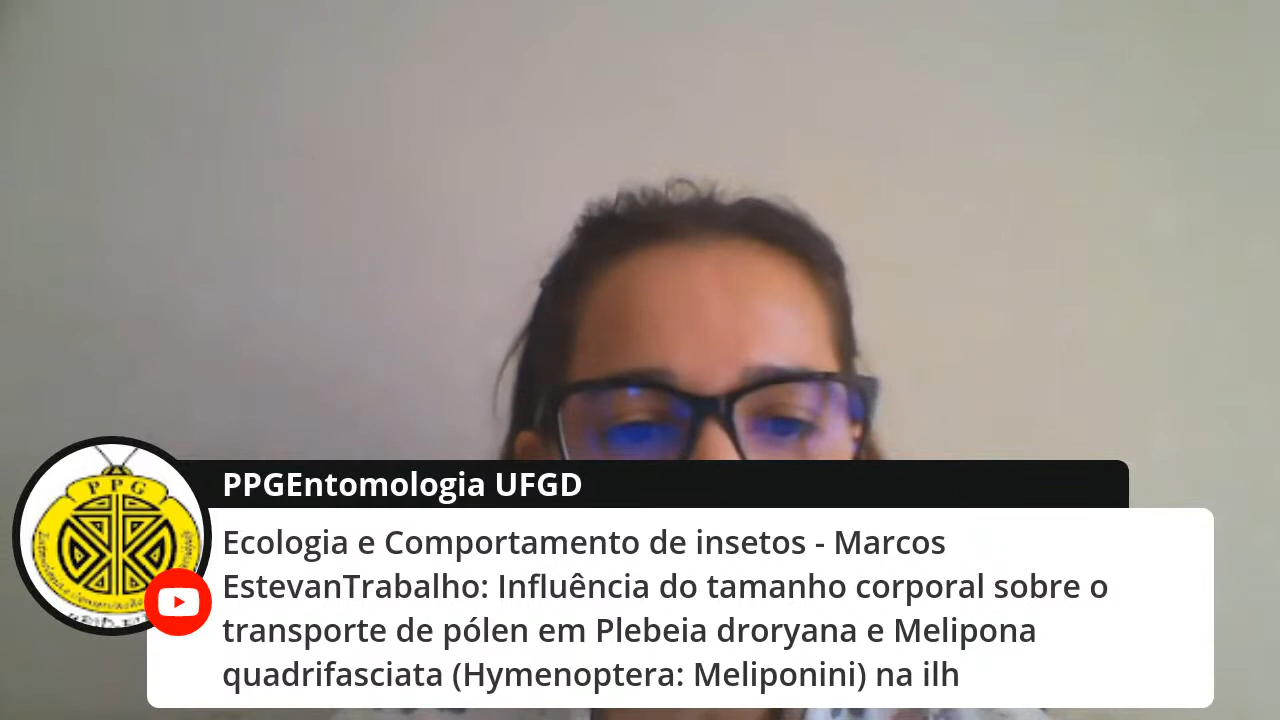 PPGEntomologia UFGD
Ecologia e Comportamento de insetos - Marcos
EstevanTrabalho: Influência do tamanho corporal sobre o
transporte de pólen em Plebeia droryana e Melipona
quadrifasciata (Hymenoptera: Meliponini) na ilh
PPG